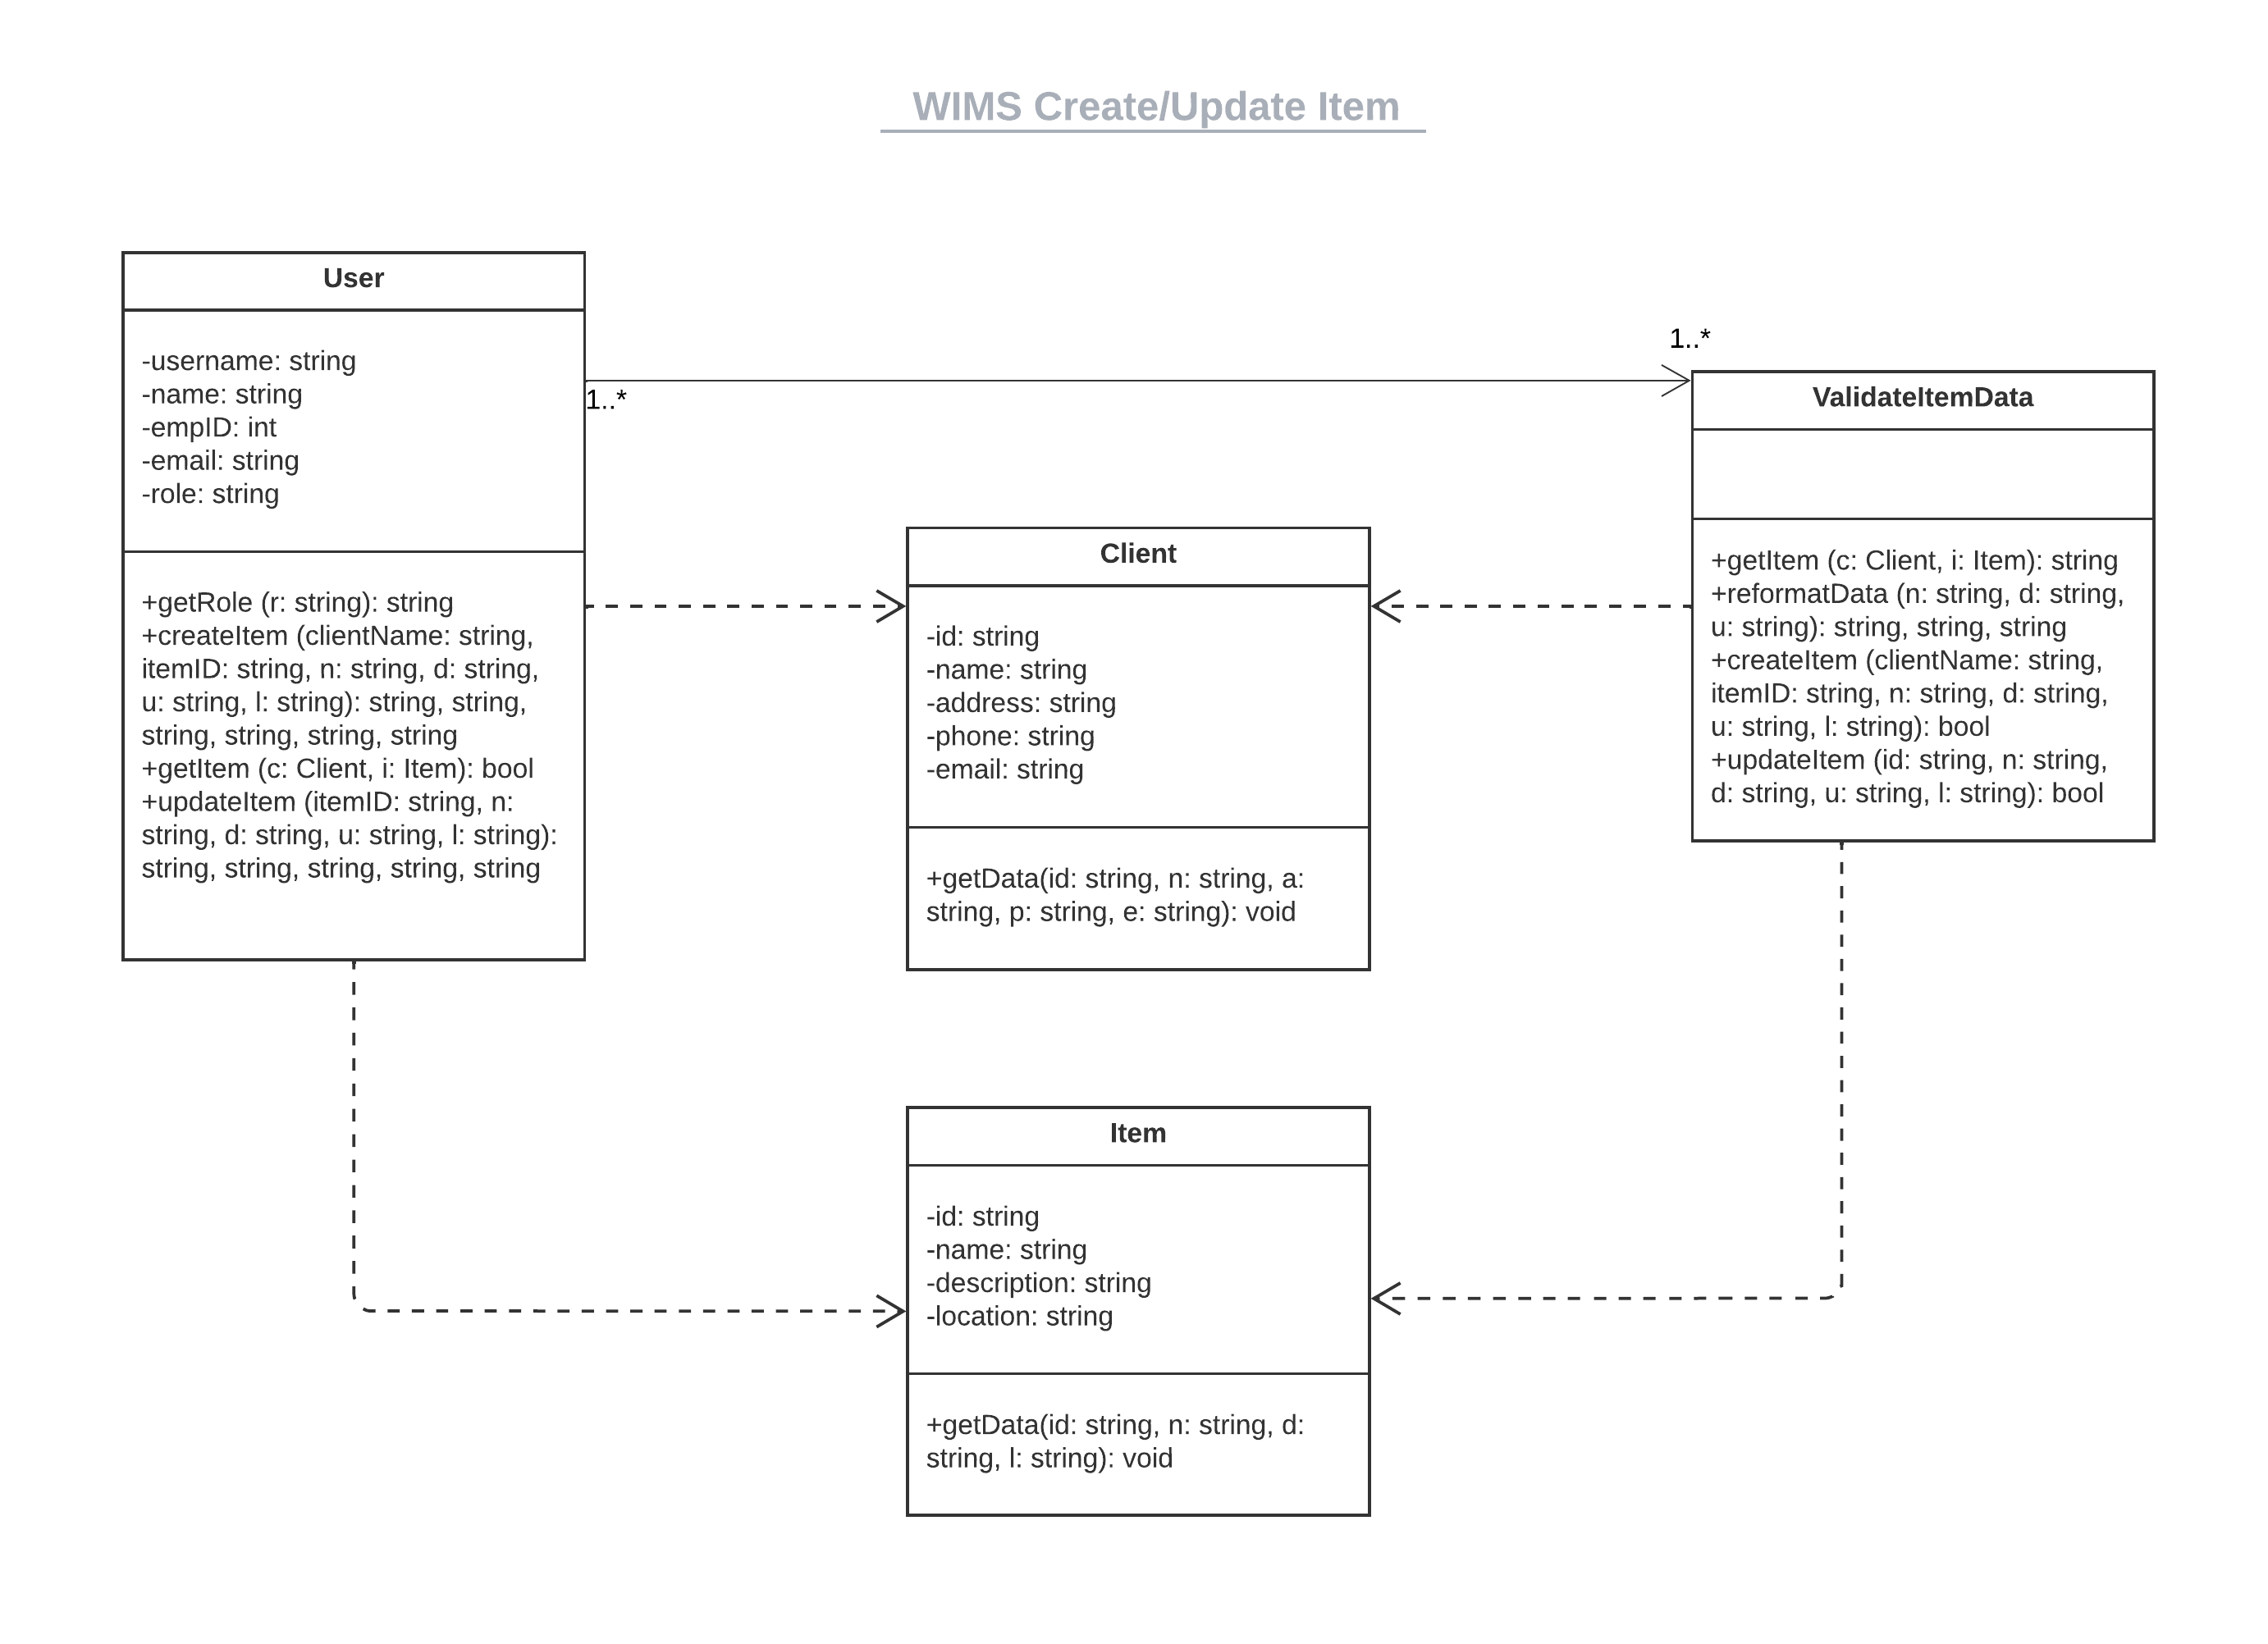 WIMS Create/Update Item
User
-username: string
-name: string
-empID: int
-email: string
-role: string
+getRole (r: string): string
+createItem (clientName: string,
itemID: string, n: string, d: string,
u: string, l: string): string, string,
string, string, string, string
+getItem (c: Client, i: Item): bool
+updateItem (itemID: string, n:
string, d: string, u: string, l: string):
string, string, string, string, string
1..*
1..*
Client
-id: string
-name: string
-address: string
-phone: string
-email: string
+getData(id: string, n: string, a:
string, p: string, e: string): void
ValidateItemData
+getItem (c: Client, i: Item): string
+reformatData (n: string, d: string,
u: string): string, string, string
+createItem (clientName: string,
itemID: string, n: string, d: string,
u: string, l: string): bool
+updateItem (id: string, n: string,
d: string, u: string, l: string): bool
Item
-id: string
-name: string
-description: string
-location: string
+getData(id: string, n: string, d:
string, l: string): void